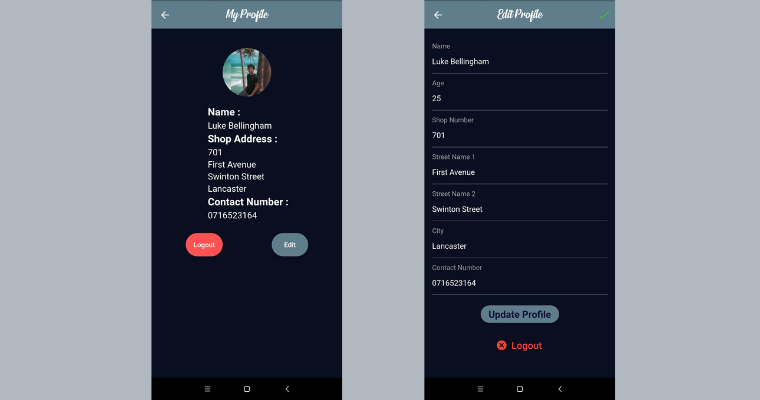 My Profile
Name :
Luke Bellingham
Shop Address :
701
First Avenue
Swinton Street
Lancaster
Contact Number :
0716523164
Logout
Edit
Edit Profile
Name
Luke Bellingham
Age
25
Shop Number
701
Street Name 1
First Avenue
Street Name 2
Swinton Street
City
Lancaster
Contact Number
0716523164
Update Profile
Logout